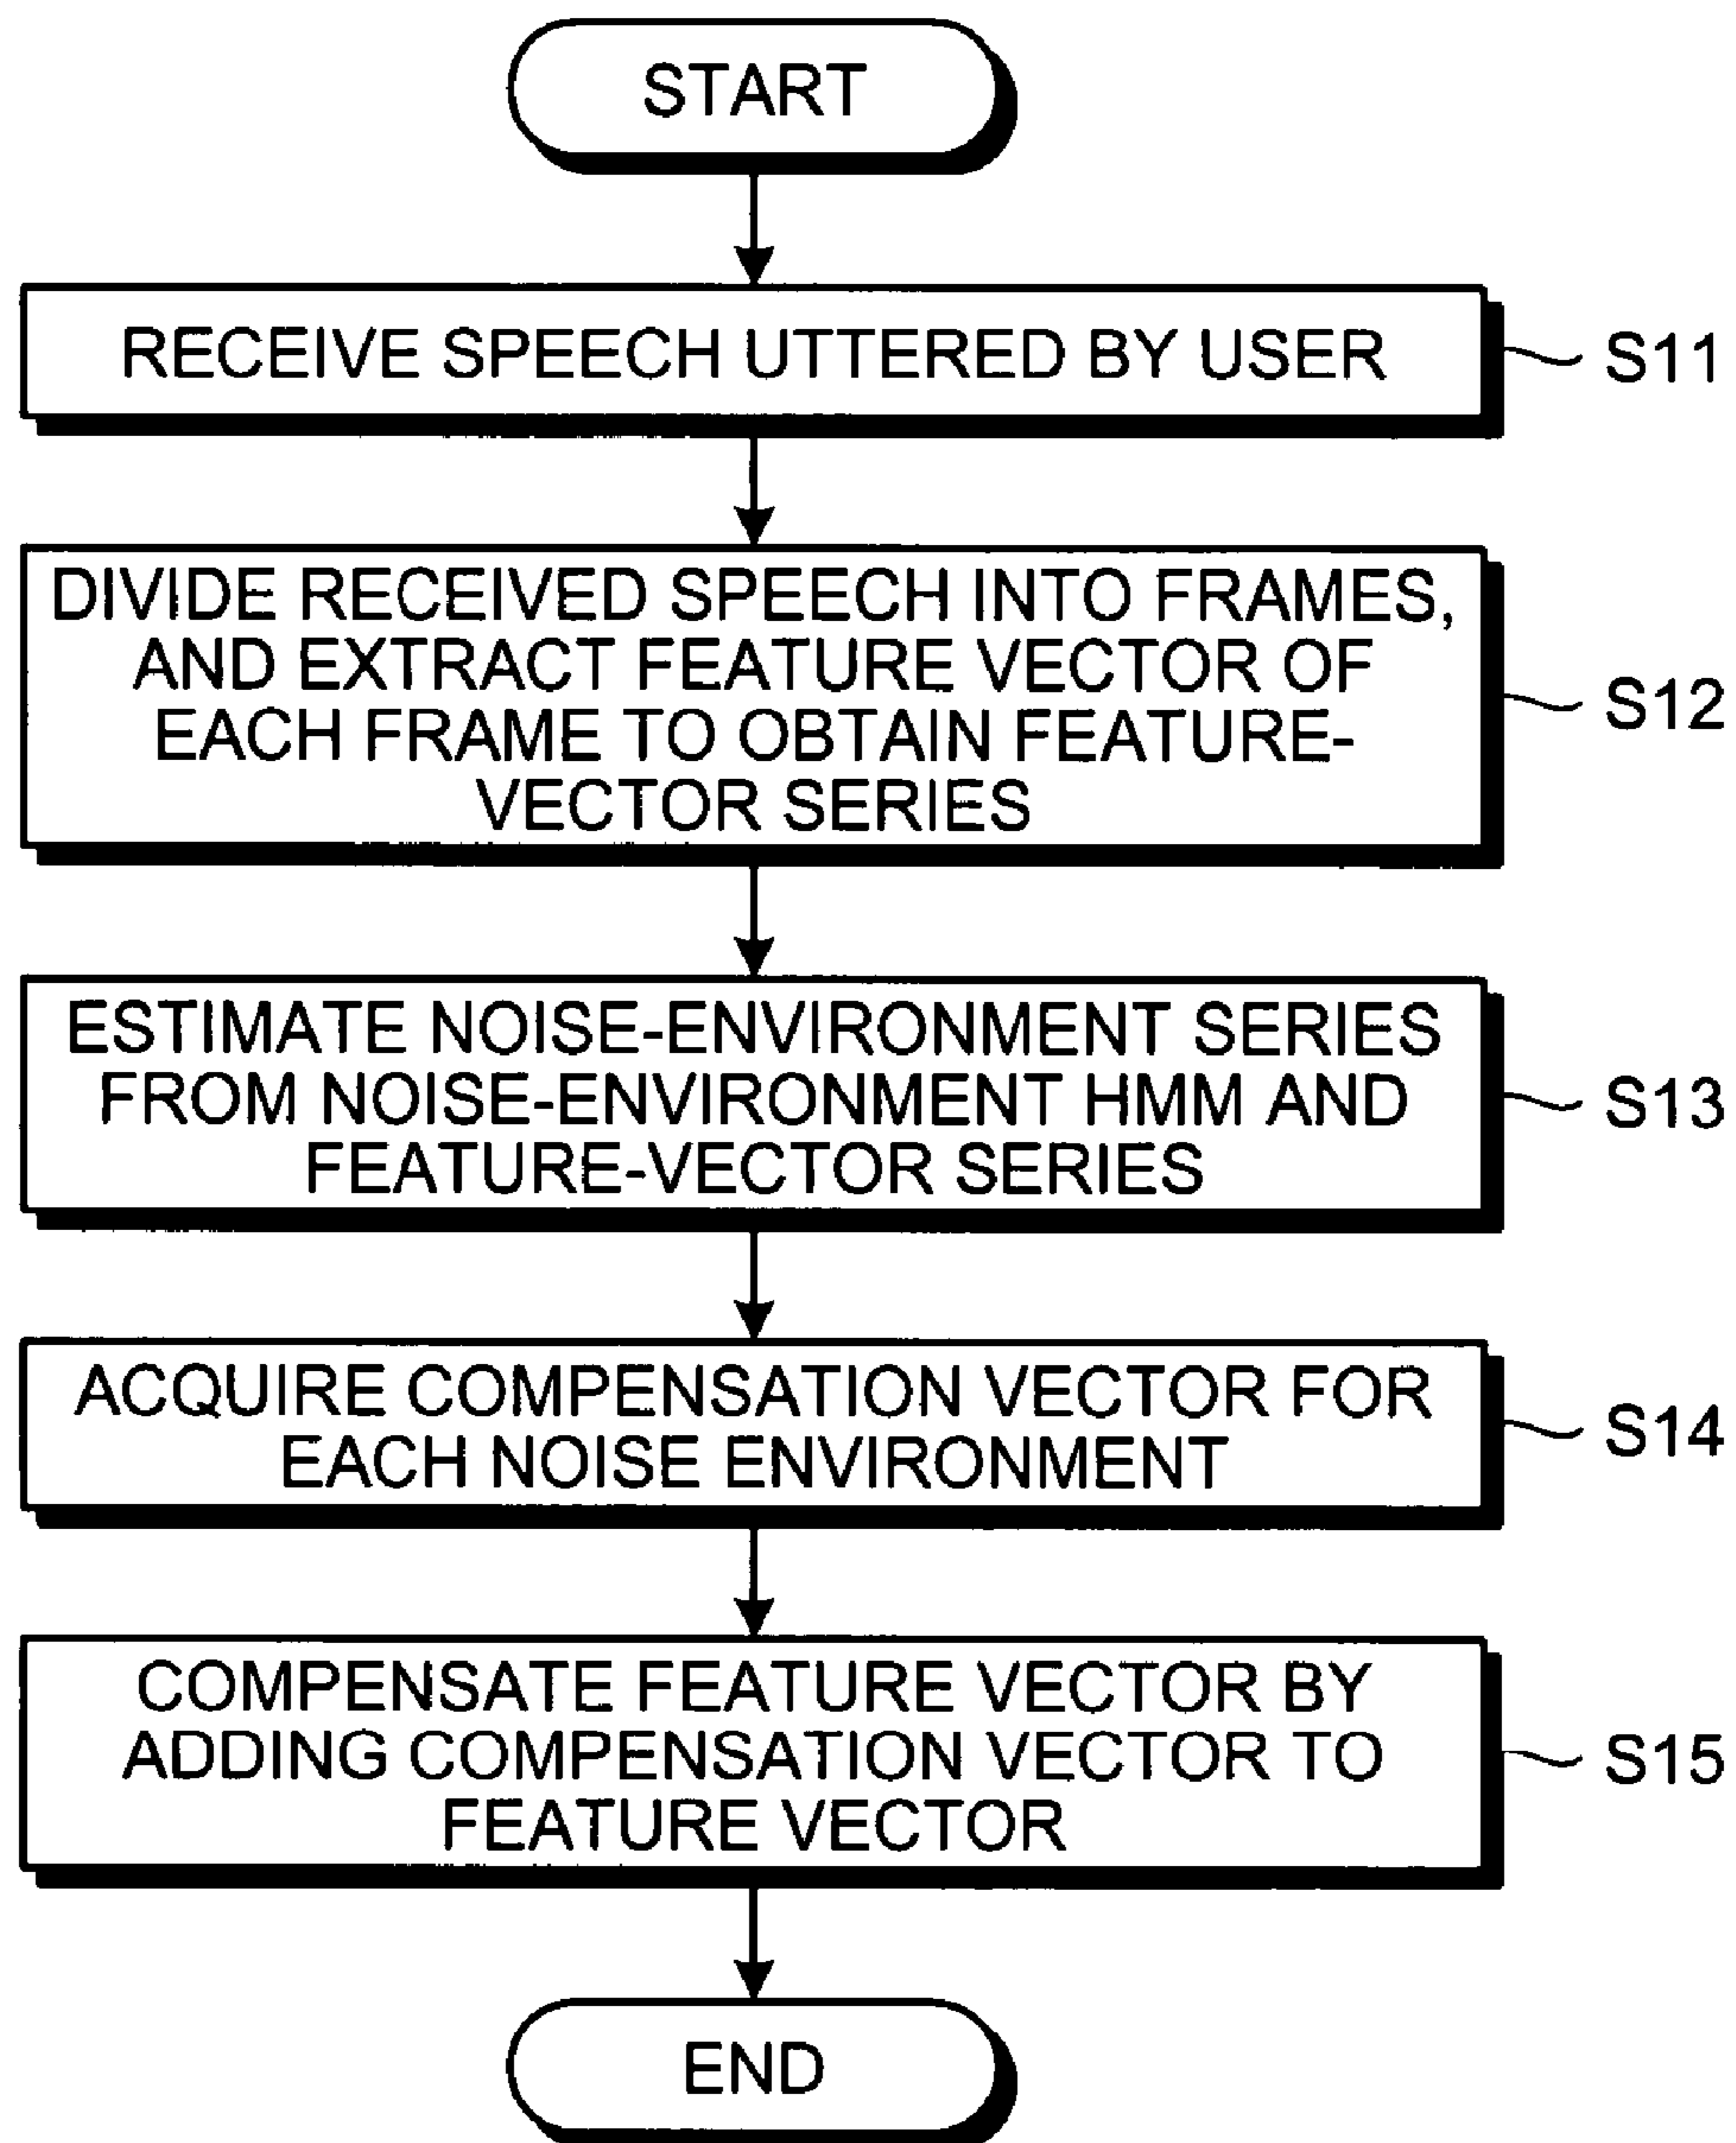 START
RECEIVE SPEECH UTTERED BY USER
S11
DIVIDE RECEIVED SPEECH INTO FRAMES,
AND EXTRACT FEATURE VECTOR OF
EACH FRAME TO OBTAIN FEATURE-
VECTOR SERIES
S12
ESTIMATE NOISE-ENVIRONMENT SERIES
FROM NOISE-ENVIRONMENT HMM AND
FEATURE-VECTOR SERIES
S13
ACQUIRE COMPENSATION VECTOR FOR
EACH NOISE ENVIRONMENT
S14
COMPENSATE FEATURE VECTOR BY
ADDING COMPENSATION VECTOR TO
FEATURE VECTOR
S15
END